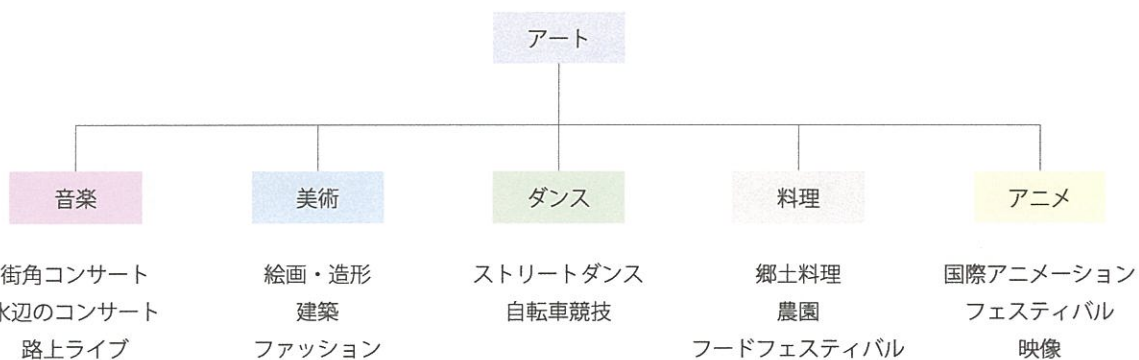 アート
音楽
美術
ダンス
料理
アニメ
街角コンサート
水辺のコンサート
路上ライブ
絵画・造形
建築
ファッション
ストリートダンス
自転車競技
郷土料理
農園
フードフェスティバル
国際アニメーション
フェスティバル
映像